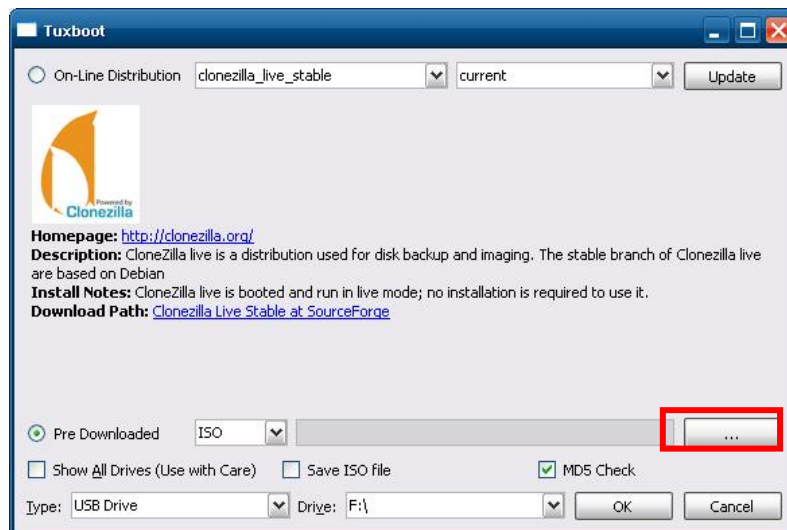 Tuxboot
On-Line Distribution clonezilla_live_stable current Update
Powered by
Clonezilla
Homepage: http://clonezilla.org/
Description: CloneZilla live is a distribution used for disk backup and imaging. The stable branch of Clonezilla live
are based on Debian
Install Notes: CloneZilla live is booted and run in live mode; no installation is required to use it.
Download Path: Clonezilla Live Stable at SourceForge
Pre Downloaded ISO ...
Show All Drives (Use with Care) Save ISO file MD5 Check
Type: USB Drive Drive: F:\ OK Cancel